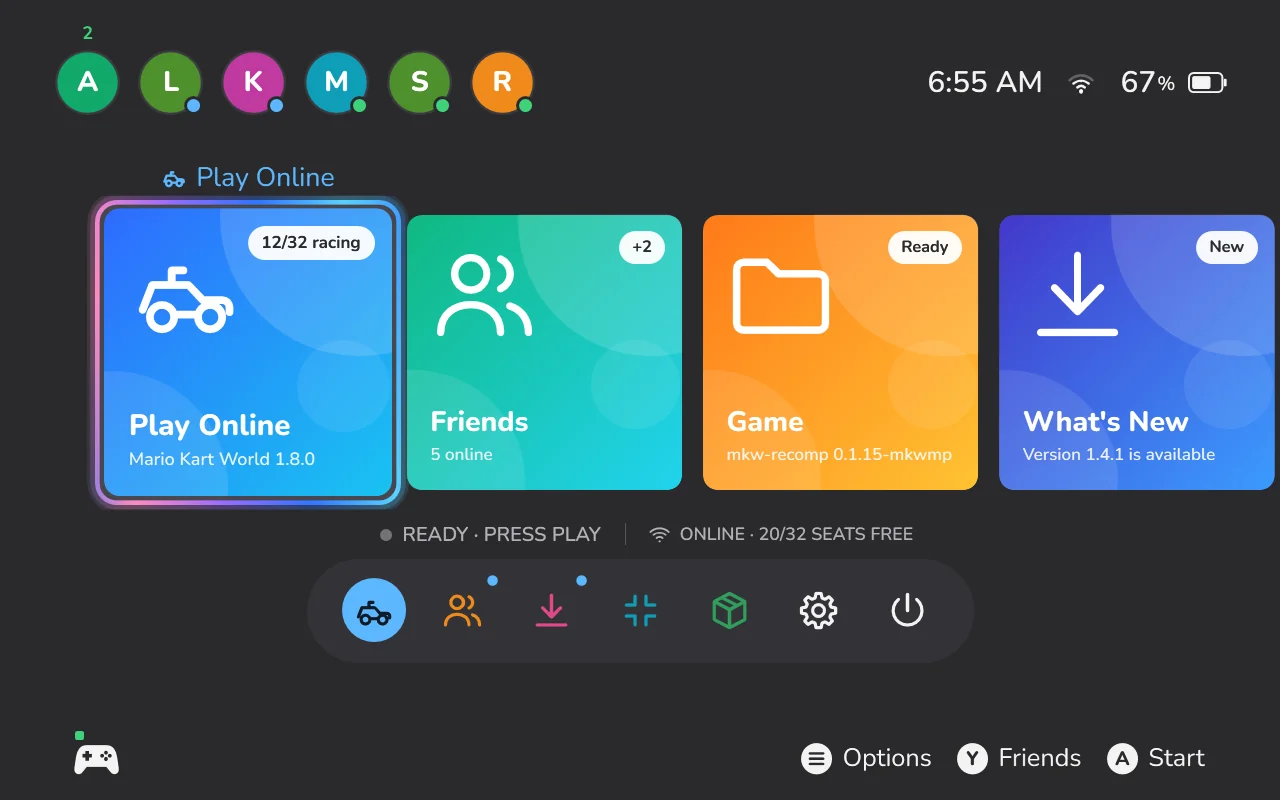 2
A L K M S R
6:55 AM 67%
Play Online
12/32 racing
Play Online
Mario Kart World 1.8.0
+2
Friends
5 online
Ready
Game
mkw-recomp 0.1.15-mkwmp
New
What's New
Version 1.4.1 is available
READY · PRESS PLAY ONLINE · 20/32 SEATS FREE
Options Y Friends A Start